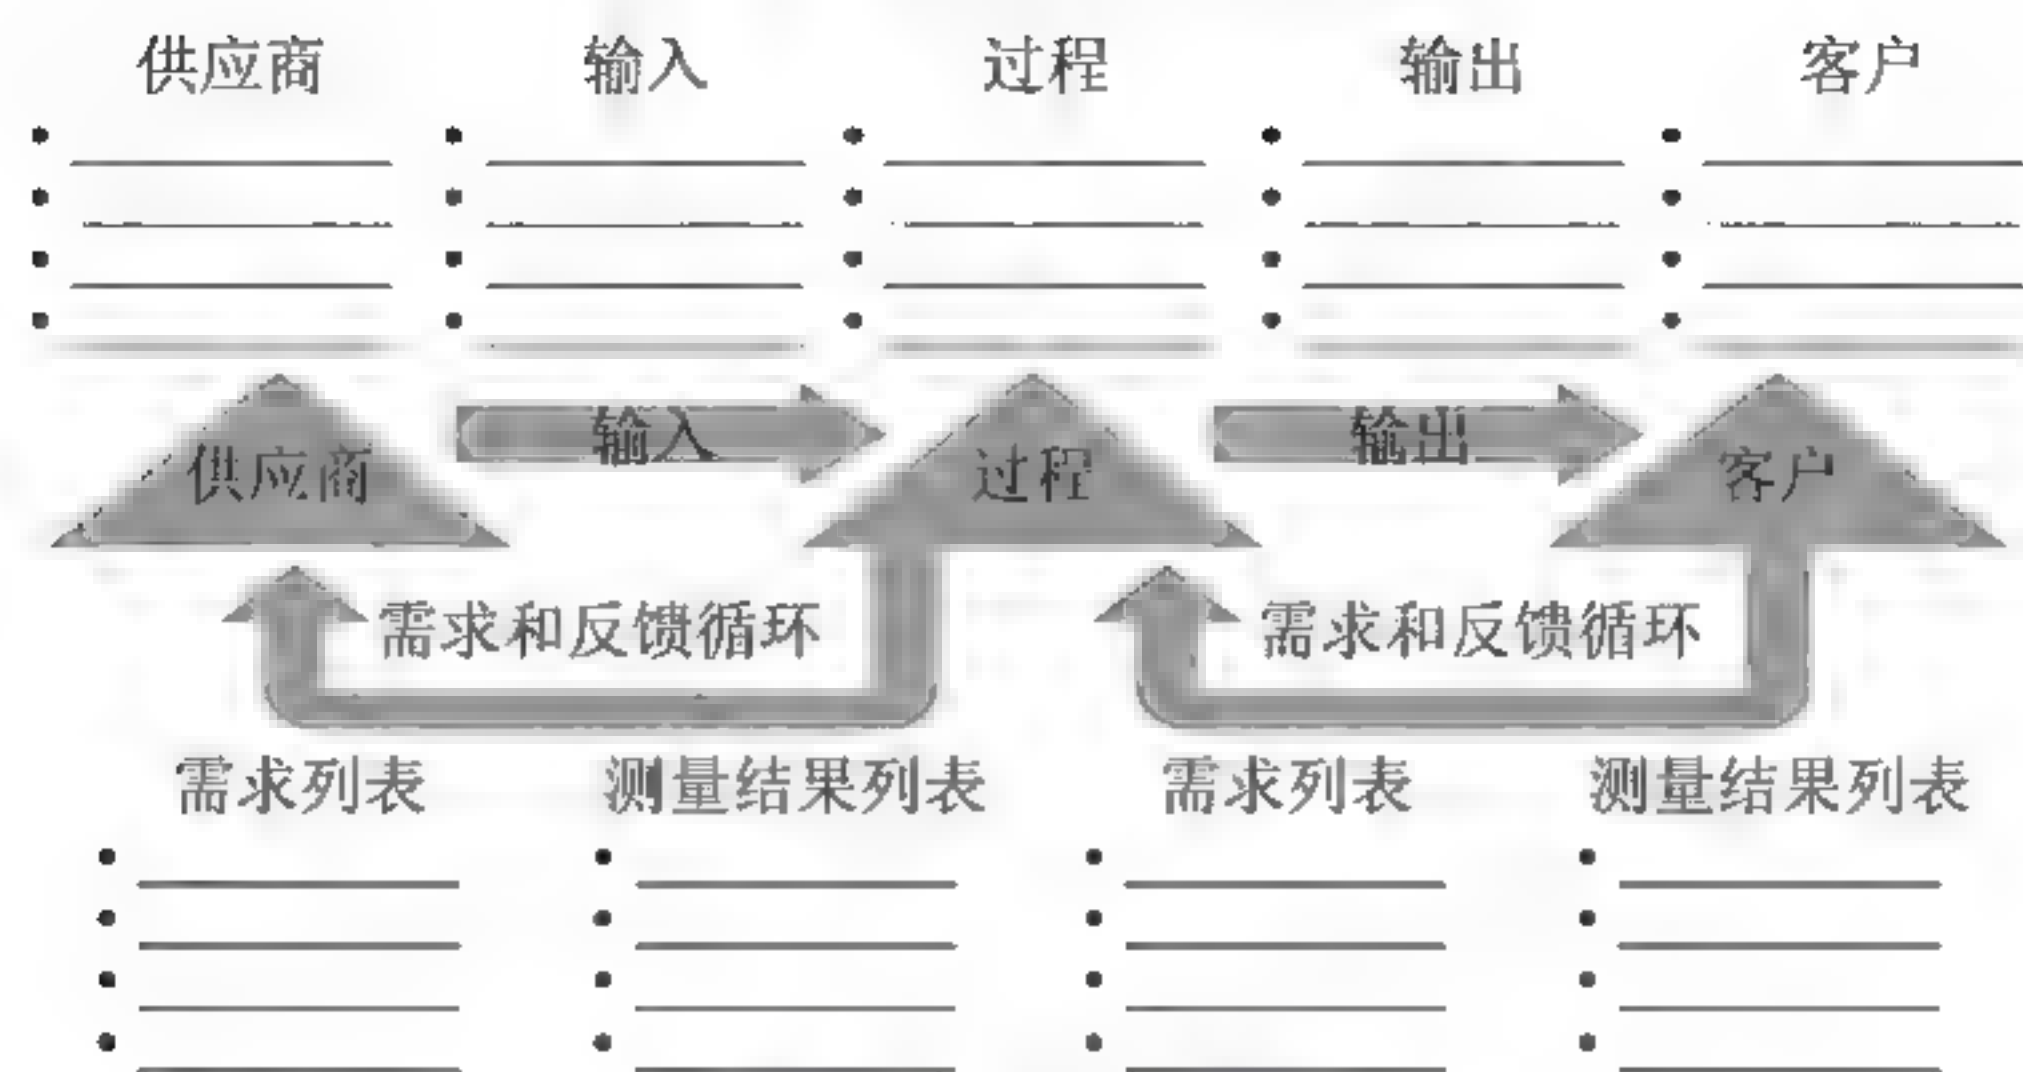 供应商 输入 过程 输出 客户
供应商 输入 过程 输出 客户
需求和反馈循环 需求和反馈循环
需求列表 测量结果列表 需求列表 测量结果列表